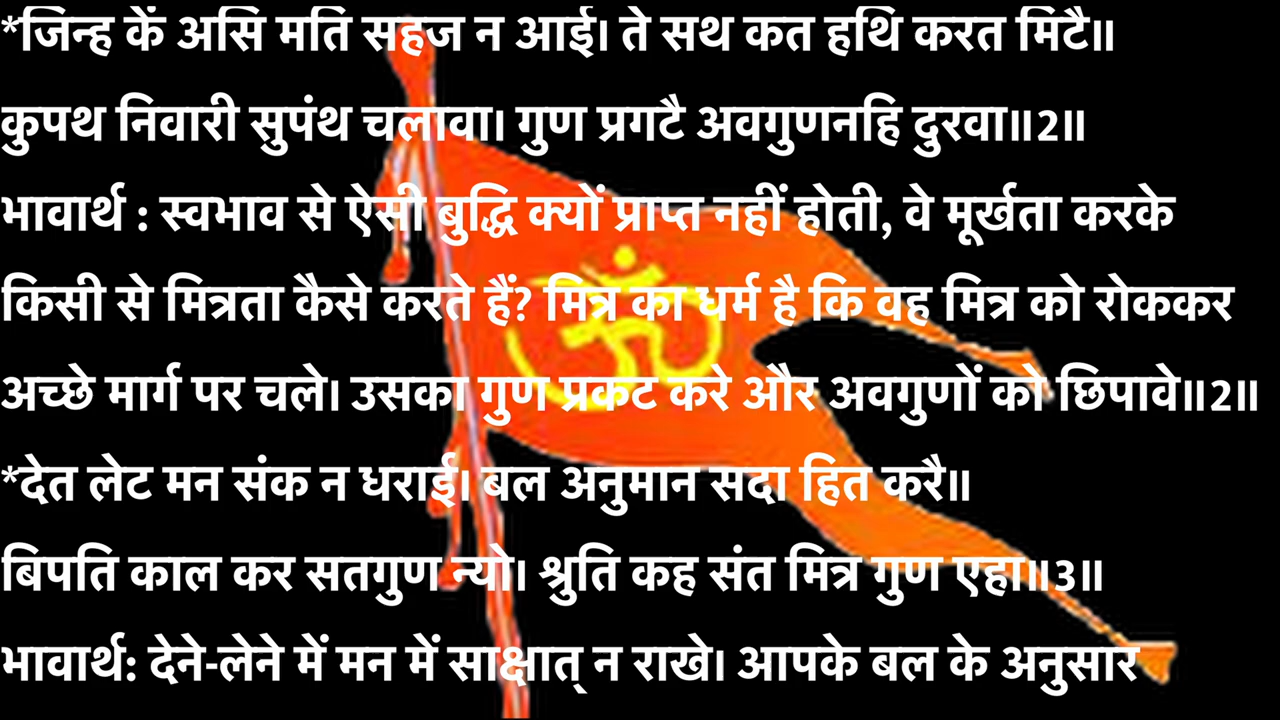 *जिन्ह कें असि मति सहज न आई। ते सथ कत हथि करत मिटै॥
कुपथ निवारी सुपंथ चलावा। गुण प्रगटै अवगुणनहि दुरवा॥2॥
भावार्थ : स्वभाव से ऐसी बुद्धि क्यों प्राप्त नहीं होती, वे मूर्खता करके
किसी से मित्रता कैसे करते हैं? मित्र का धर्म है कि वह मित्र को रोककर
अच्छे मार्ग पर चले। उसका गुण प्रकट करे और अवगुणों को छिपावे॥2॥
*देत लेट मन संक न धराई। बल अनुमान सदा हित करै॥
बिपति काल कर सतगुण न्यो। श्रुति कह संत मित्र गुण एहा॥3॥
भावार्थ: देने-लेने में मन में साक्षात् न राखे। आपके बल के अनुसार